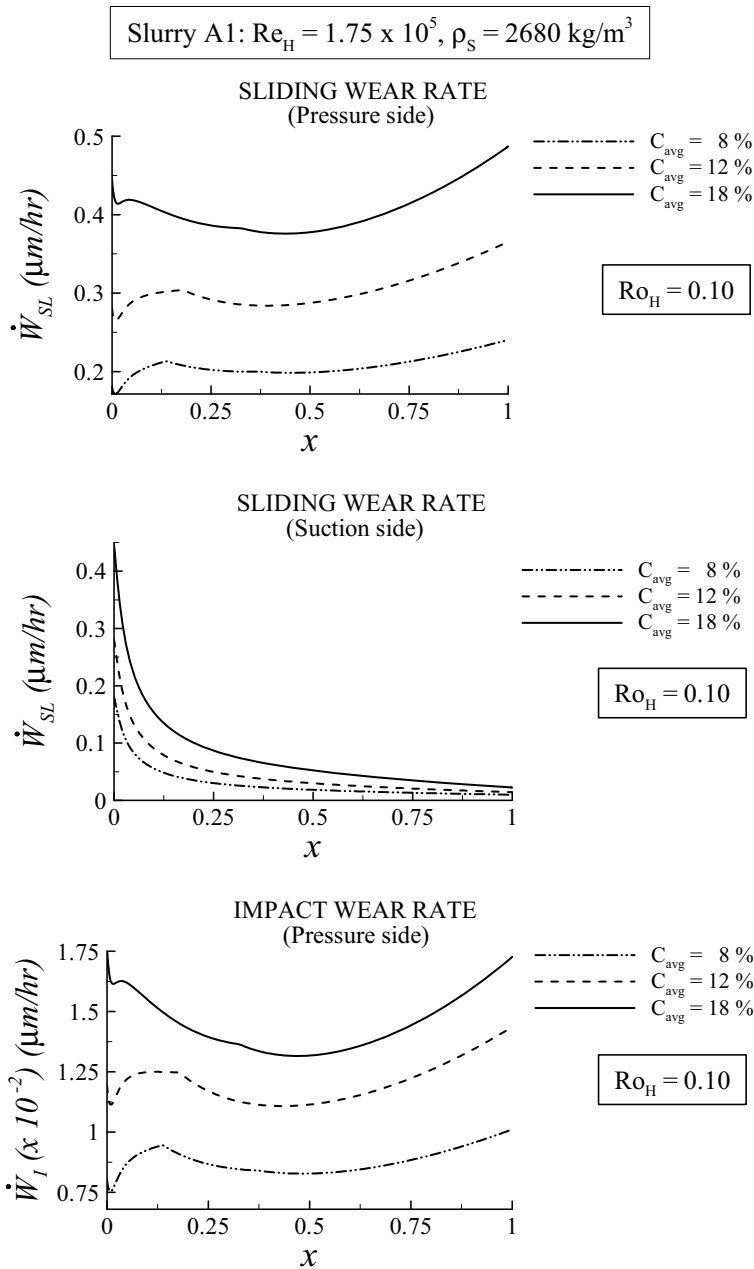 Slurry A1: Re_H = 1.75 x 10^5, ρ_S = 2680 kg/m^3
SLIDING WEAR RATE
(Pressure side)
Ẇ_SL (μm/hr)
0.5
0.4
0.3
0.2
0 0.25 0.5 0.75 1
x
C_avg = 8 %
C_avg = 12 %
C_avg = 18 %
Ro_H = 0.10
SLIDING WEAR RATE
(Suction side)
Ẇ_SL (μm/hr)
0.4
0.3
0.2
0.1
0
0 0.25 0.5 0.75 1
x
C_avg = 8 %
C_avg = 12 %
C_avg = 18 %
Ro_H = 0.10
IMPACT WEAR RATE
(Pressure side)
Ẇ_I (x 10^-2) (μm/hr)
1.75
1.5
1.25
1
0.75
0 0.25 0.5 0.75 1
x
C_avg = 8 %
C_avg = 12 %
C_avg = 18 %
Ro_H = 0.10